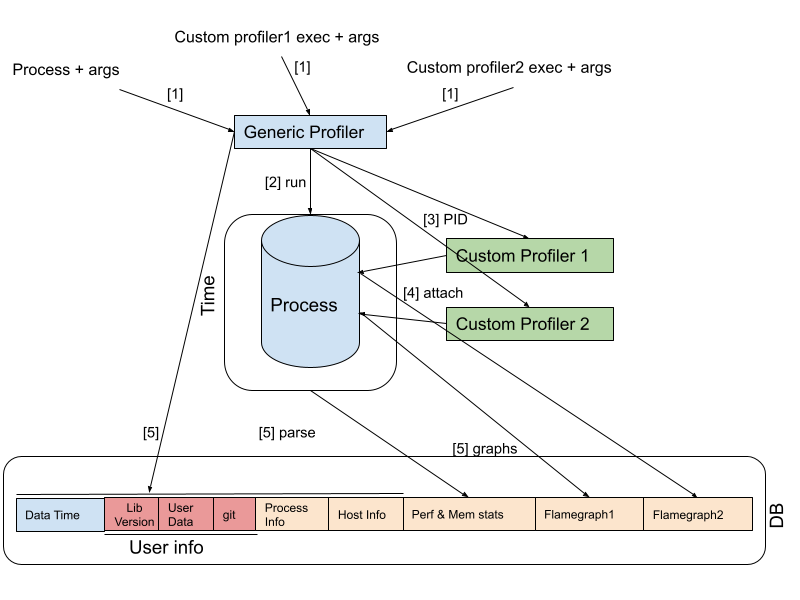 Custom profiler1 exec + args
Process + args
[1]
Custom profiler2 exec + args
[1]
[1]
Generic Profiler
[2] run
[3] PID
Custom Profiler 1
Time
Process
[4] attach
Custom Profiler 2
[5]
[5] parse
[5] graphs
Data Time
Lib
Version
User
Data
git
Process
Info
Host Info
Perf & Mem stats
Flamegraph1
Flamegraph2
DB
User info